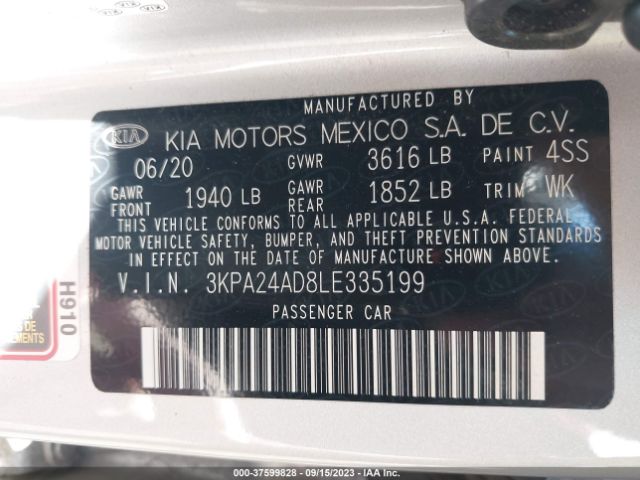 MANUFACTURED BY
KIA KIA MOTORS MEXICO S.A. DE C.V.
06/20 GVWR 3616 LB PAINT 4SS
GAWR FRONT 1940 LB GAWR REAR 1852 LB TRIM WK
THIS VEHICLE CONFORMS TO ALL APPLICABLE U.S.A. FEDERAL
MOTOR VEHICLE SAFETY, BUMPER, AND THEFT PREVENTION STANDARDS
IN EFFECT ON THE DATE OF MANUFACTURE SHOWN ABOVE.
V.I.N. 3KPA24AD8LE335199
PASSENGER CAR
H910
DE
000-37599828 - 09/15/2023 - IAA Inc.